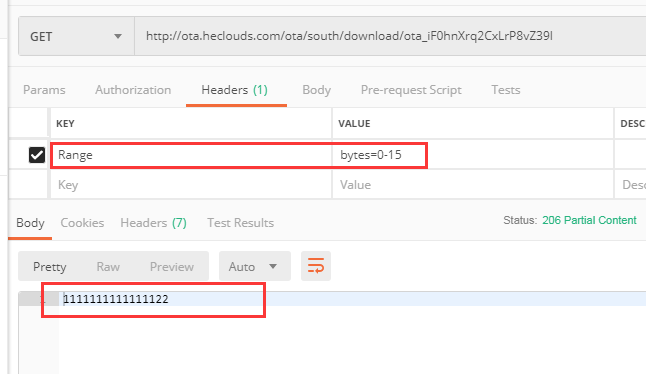 GET http://ota.heclouds.com/ota/south/download/ota_iF0hnXrq2CxLrP8vZ39l
Params Authorization Headers (1) Body Pre-request Script Tests
KEY VALUE DESC
Range bytes=0-15
Key Value Desc
Body Cookies Headers (7) Test Results Status: 206 Partial Content
Pretty Raw Preview Auto
1111111111111122